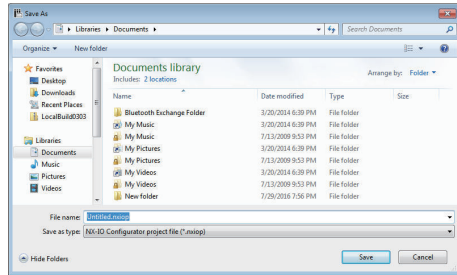 Save As
Libraries ▸ Documents ▸
Search Documents
Organize ▾ New folder
Favorites
Desktop
Downloads
Recent Places
LocalBuild0303
Libraries
Documents
Music
Pictures
Videos
Documents library
Includes: 2 locations
Arrange by: Folder ▾
Name Date modified Type Size
Bluetooth Exchange Folder 3/20/2014 6:39 PM File folder
My Music 3/20/2014 6:39 PM File folder
My Music 7/13/2009 9:53 PM File folder
My Pictures 3/20/2014 6:39 PM File folder
My Pictures 7/13/2009 9:53 PM File folder
My Videos 3/20/2014 6:39 PM File folder
My Videos 7/13/2009 9:53 PM File folder
New folder 7/29/2016 7:56 PM File folder
File name: Untitled.nxiop
Save as type: NX-IO Configurator project file (*.nxiop)
Hide Folders
Save
Cancel